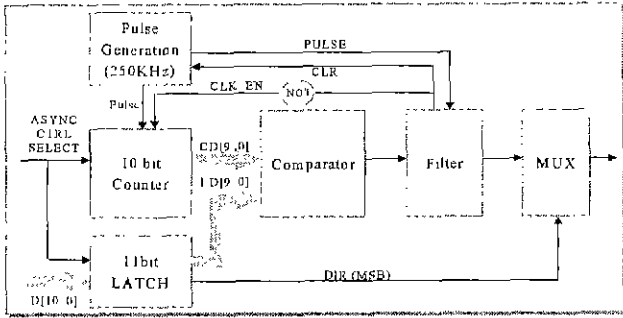 Pulse
Generation
(250KHz)
PULSE
CLR
CLK_EN
NOT
Pulse
ASYNC
CTRL
SELECT
10 bit
Counter
CD[9..0]
LD[9..0]
Comparator
Filter
MUX
11bit
LATCH
D[10..0]
DIR (MSB)